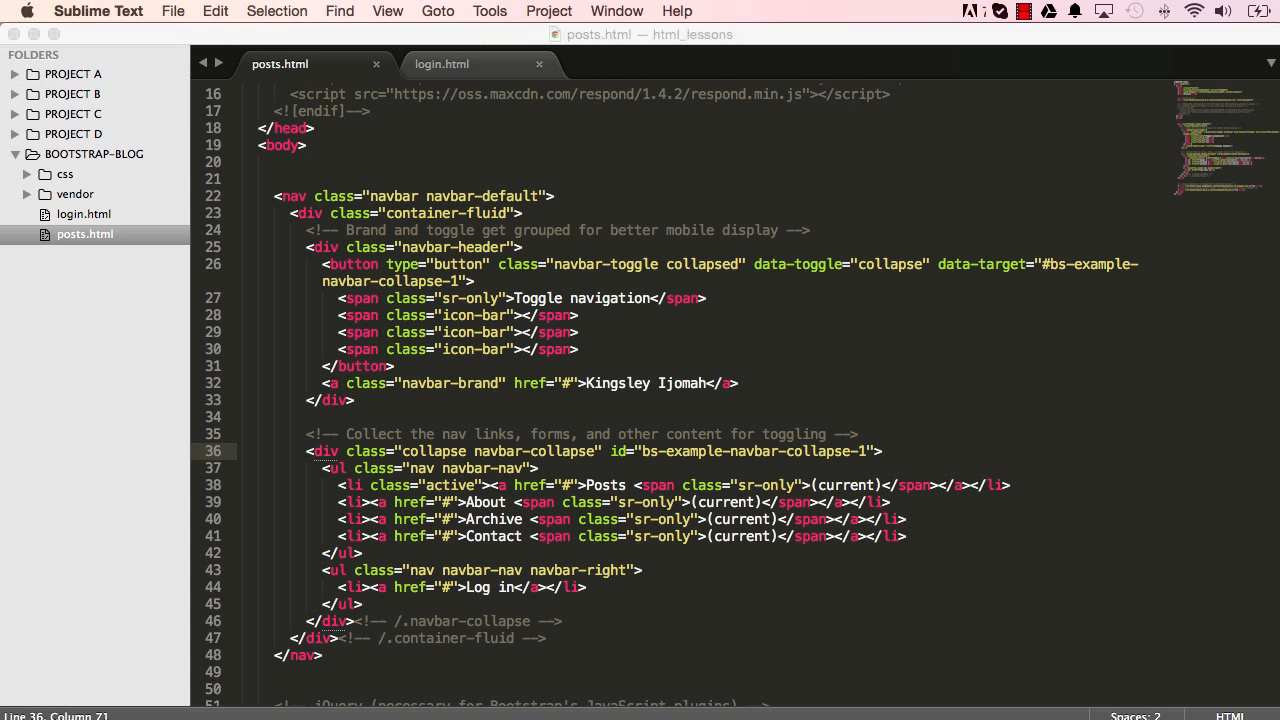 Sublime Text File Edit Selection Find View Goto Tools Project Window Help 7
posts.html — html_lessons
FOLDERS
PROJECT A
PROJECT B
PROJECT C
PROJECT D
BOOTSTRAP-BLOG
css
vendor
login.html
posts.html
posts.html × login.html ×
16 <script src="https://oss.maxcdn.com/respond/1.4.2/respond.min.js"></script>
17 <![endif]-->
18 </head>
19 <body>
20
21
22 <nav class="navbar navbar-default">
23 <div class="container-fluid">
24 <!-- Brand and toggle get grouped for better mobile display -->
25 <div class="navbar-header">
26 <button type="button" class="navbar-toggle collapsed" data-toggle="collapse" data-target="#bs-example-
navbar-collapse-1">
27 <span class="sr-only">Toggle navigation</span>
28 <span class="icon-bar"></span>
29 <span class="icon-bar"></span>
30 <span class="icon-bar"></span>
31 </button>
32 <a class="navbar-brand" href="#">Kingsley Ijomah</a>
33 </div>
34
35 <!-- Collect the nav links, forms, and other content for toggling -->
36 <div class="collapse navbar-collapse" id="bs-example-navbar-collapse-1">
37 <ul class="nav navbar-nav">
38 <li class="active"><a href="#">Posts <span class="sr-only">(current)</span></a></li>
39 <li><a href="#">About <span class="sr-only">(current)</span></a></li>
40 <li><a href="#">Archive <span class="sr-only">(current)</span></a></li>
41 <li><a href="#">Contact <span class="sr-only">(current)</span></a></li>
42 </ul>
43 <ul class="nav navbar-nav navbar-right">
44 <li><a href="#">Log in</a></li>
45 </ul>
46 </div><!-- /.navbar-collapse -->
47 </div><!-- /.container-fluid -->
48 </nav>
49
50
51 <!-- jQuery (necessary for Bootstrap's JavaScript plugins) -->
Line 36, Column 71 Spaces: 2 HTML